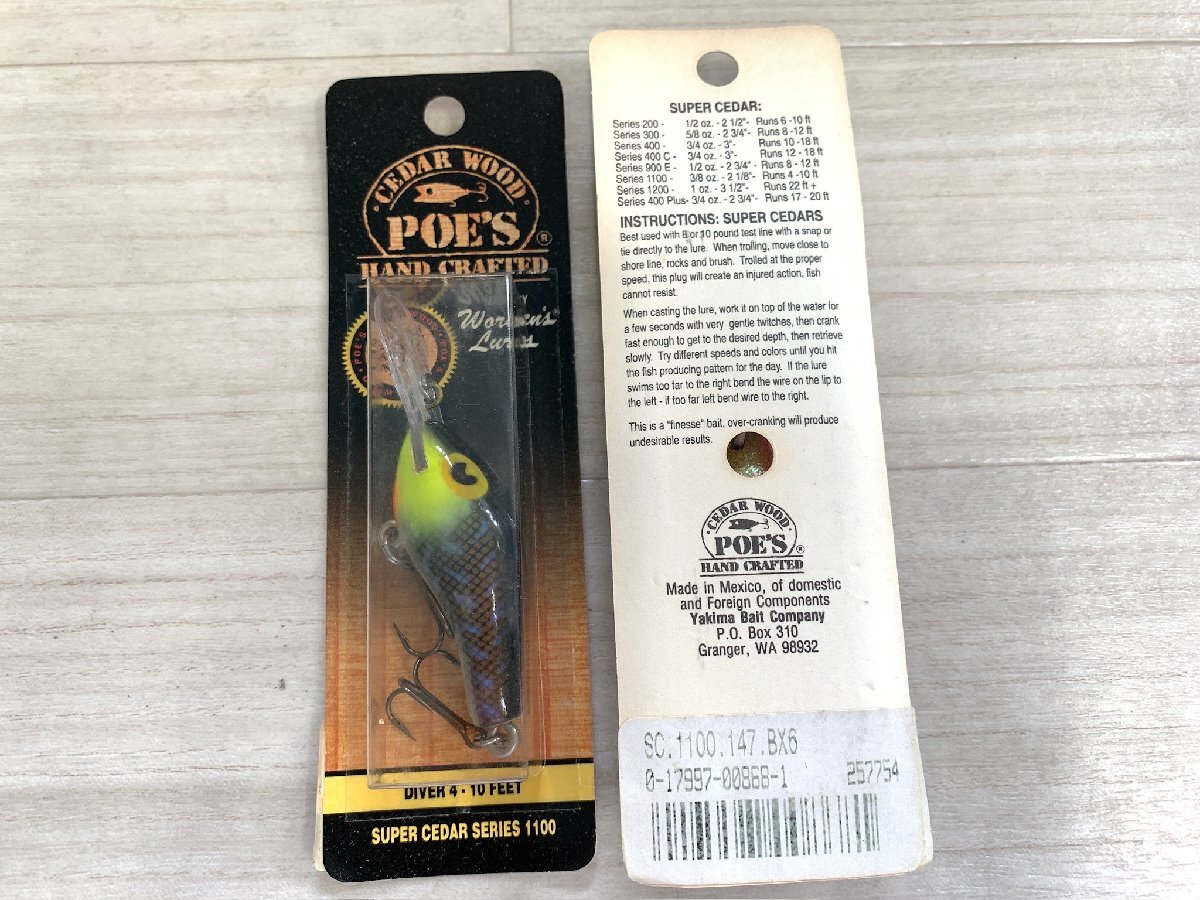 CEDAR WOOD
POE'S
®
HAND CRAFTED
Worden's®
Lures
POE'S
DIVER 4 - 10 FEET
SUPER CEDAR SERIES 1100
SUPER CEDAR:
Series 200 - 1/2 oz. - 2 1/2"- Runs 6 -10 ft
Series 300 - 5/8 oz. - 2 3/4"- Runs 8 -12 ft
Series 400 - 3/4 oz. - 3"- Runs 10 -18 ft
Series 400 C - 3/4 oz. - 3"- Runs 12 - 18 ft
Series 900 E - 1/2 oz. - 2 3/4" - Runs 8 - 12 ft
Series 1100 - 3/8 oz. - 2 1/8"- Runs 4 -10 ft
Series 1200 - 1 oz. - 3 1/2"- Runs 22 ft +
Series 400 Plus- 3/4 oz. - 2 3/4"- Runs 17 - 20 ft
INSTRUCTIONS: SUPER CEDARS
Best used with 8 or 10 pound test line with a snap or
tie directly to the lure. When trolling, move close to
shore line, rocks and brush. Trolled at the proper
speed, this plug will create an injured action, fish
cannot resist.
When casting the lure, work it on top of the water for
a few seconds with very gentle twitches, then crank
fast enough to get to the desired depth, then retrieve
slowly. Try different speeds and colors until you hit
the fish producing pattern for the day. If the lure
swims too far to the right bend the wire on the lip to
the left - if too far left bend wire to the right.
This is a "finesse" bait, over-cranking will produce
undesirable results.
CEDAR WOOD
POE'S®
HAND CRAFTED
Made in Mexico, of domestic
and Foreign Components
Yakima Bait Company
P.O. Box 310
Granger, WA 98932
SC.1100.147.BX6
0-17997-00868-1 257754